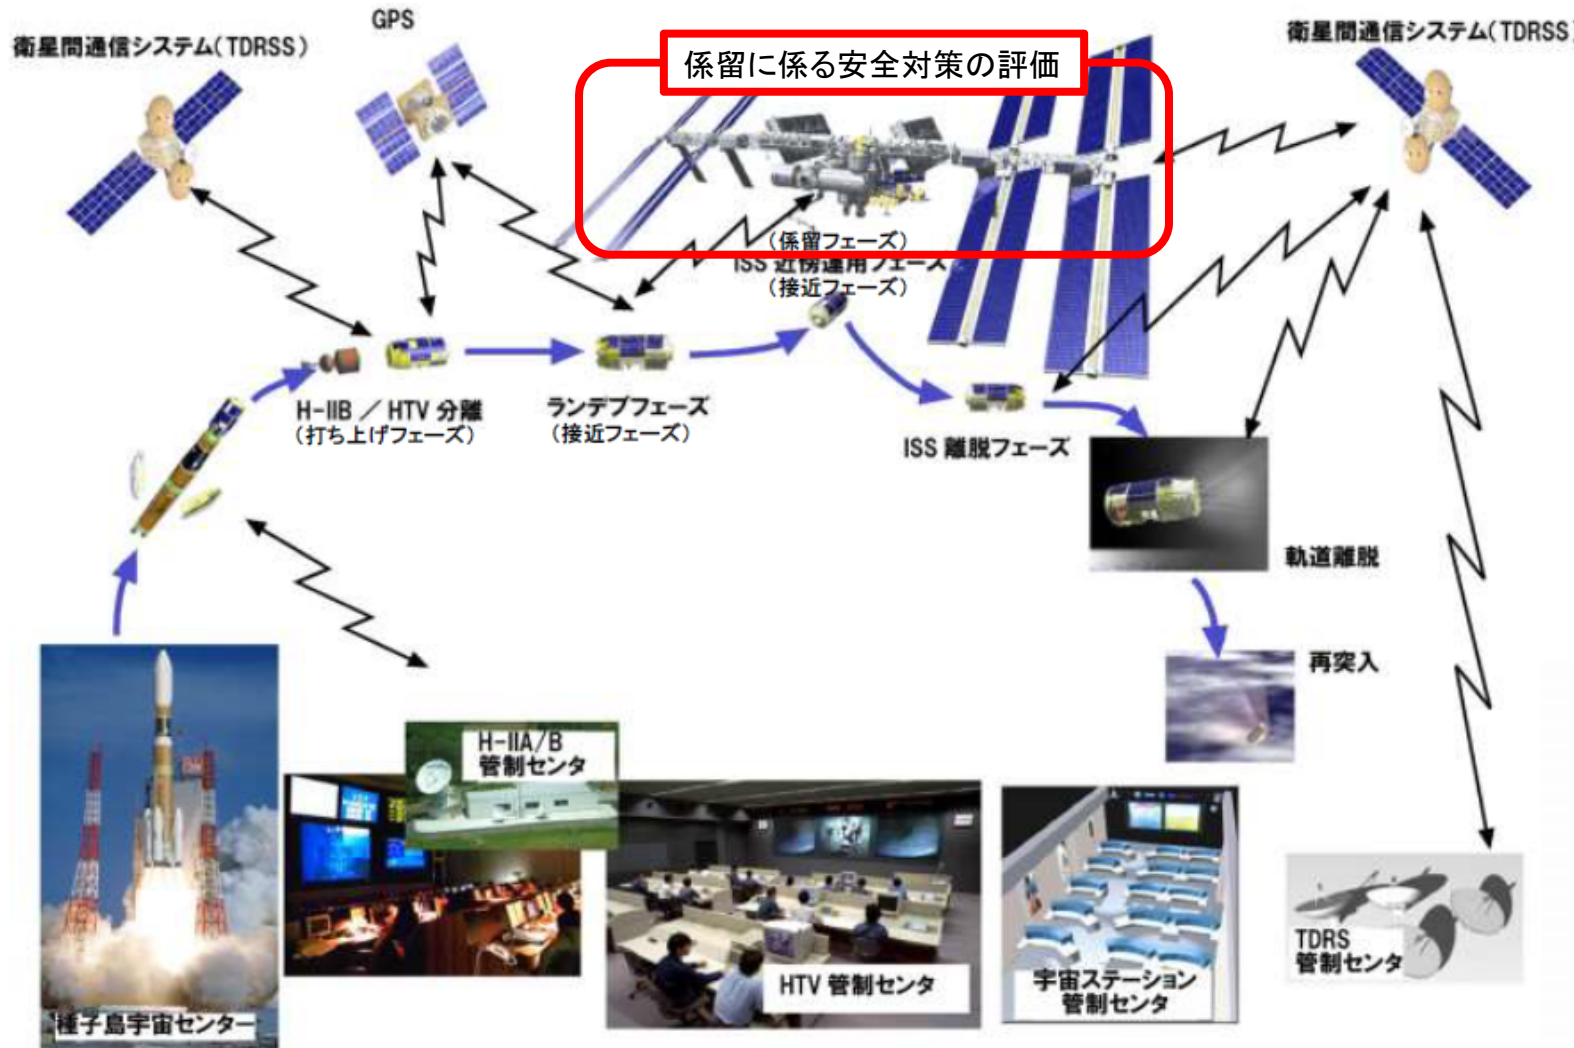 衛星間通信システム(TDRSS)
GPS
係留に係る安全対策の評価
衛星間通信システム(TDRSS)
(係留フェーズ)
ISS 近傍運用フェーズ
(接近フェーズ)
H-IIB / HTV 分離
(打ち上げフェーズ)
ランデブフェーズ
(接近フェーズ)
ISS 離脱フェーズ
軌道離脱
再突入
H-IIA/B
管制センタ
HTV 管制センタ
宇宙ステーション
管制センタ
TDRS
管制センタ
種子島宇宙センター